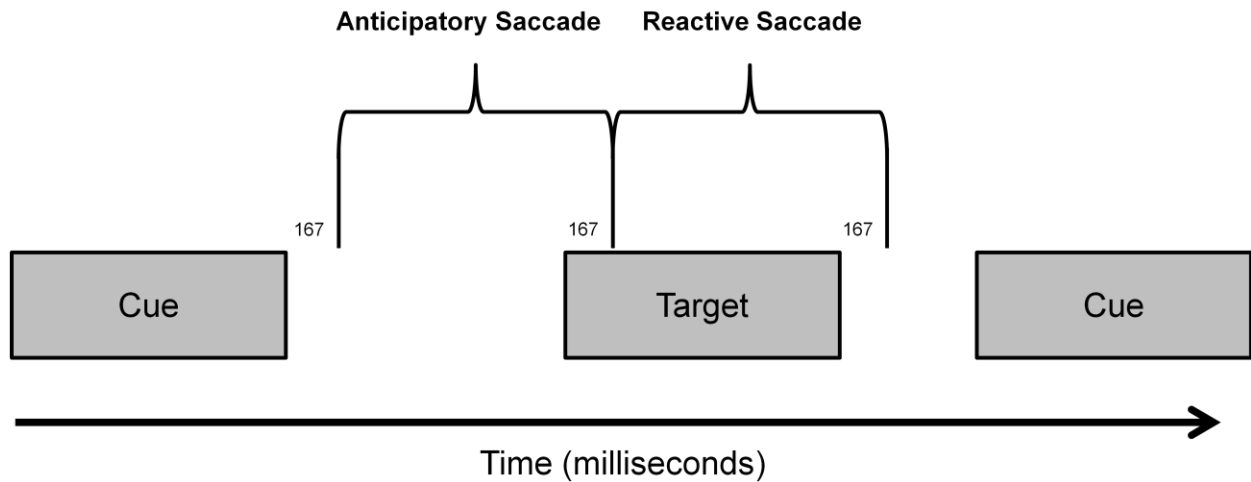 Anticipatory Saccade Reactive Saccade
167 167 167
Cue Target Cue
Time (milliseconds)